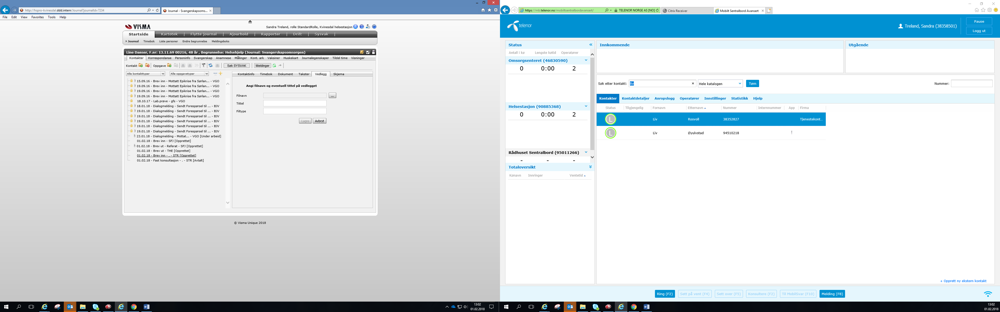 http://hspro-kvinesdal.ddd.intern/Journal?journalId=7234
Journal - Svangerskapsoms...
File Edit View Favorites Tools Help
VISMA
Sandra Treland, rolle StandardRolle, Kvinesdal helsestasjon
Startside Kartotek Flytte journal Ajourhold Rapporter Drift Sysvak
Journal Timebok Liste personer Endre begrunnelse Meldingsboks
Line Danser, F.nr: 13.11.69 00216, 48 år , Begrunnelse: Helsehjelp (Journal: Svangerskapsomsorgen)
Kontakter Korrespondanse Personinfo Svangerskap Anamnese Målinger Kont. ark Vaksiner Huskekart Journalegenskaper Tildel time Visninger
Kontakt Oppgave Søk SYSVAK Meldinger
Alle kontakttyper Alle oppgavetyper
15.09.16 - Brev inn - Mottatt Epikrise fra Sørlan... - VGO
19.09.16 - Brev inn - Mottatt Epikrise fra Sørlan... - VGO
19.09.16 - Brev inn - Mottatt Epikrise fra Sørlan... - VGO
19.09.16 - Brev inn - Mottatt Epikrise fra Sørlan... - VGO
18.10.17 - Lab.prøve - gfs - VGO
18.01.18 - Dialogmelding - Sendt Forespørsel til ... - BJV
19.01.18 - Dialogmelding - Sendt Forespørsel til ... - BJV
19.01.18 - Dialogmelding - Sendt Forespørsel til ... - BJV
19.01.18 - Dialogmelding - Sendt Forespørsel til ... - BJV
19.01.18 - Dialogmelding - Sendt Forespørsel til ... - BJV
19.01.18 - Dialogmelding - Sendt Forespørsel til ... - BJV
23.01.18 - Dialogmelding - Mottat... - VGO [Under arbeid]
01.02.18 - Brev inn - SFJ [Opprettet]
01.02.18 - Brev ut - Referat - SFJ [Opprettet]
01.02.18 - Brev ut - THE [Opprettet]
01.02.18 - Brev inn - . - STR [Opprettet]
01.02.18 - Fast konsultasjon - . - STR [Avtalt]
Kontaktinfo Timebok Dokument Takster Vedlegg Skjema
Angi filnavn og eventuell tittel på vedlegget
Filnavn ...
Tittel
Filtype
Lagre Avbryt
© Visma Unique 2018
13:02
01.02.2018
https://mb.telenor.no/mobiltsentralbordavansert/
TELENOR NORGE AS [NO]
Citrix Receiver
Mobilt Sentralbord Avansert
telenor
Treland, Sandra (38358501)
Pause
Logg ut
Status
Antall i kø Lengste køtid Operatører
Omsorgsenteret (46830590)
0 0:00 2
Helsestasjon (90885368)
0 0:00 2
Rådhuset Sentralbord (95011266)
- - -
Totaloversikt
Kønavn Innringer Ventetid
Innkommende
Utgående
Søk etter kontakt: liv Hele katalogen Tøm Nummer:
Kontakter Kontaktdetaljer Anropslogg Operatører Innstillinger Statistikk Hjelp
Status Tilgjengelig Fornavn Etternavn Nummer Internnummer App Firma
L Liv Rosvoll 38352827 Tjenestekont...
L Liv Øyulvstad 94510218 !
+ Opprett ny ekstern kontakt
Ring (F2) Sett på vent (F4) Sett over (F5) Konsultere (F2) Til MobilSvar (F10) Melding (F8)
13:02
01.02.2018